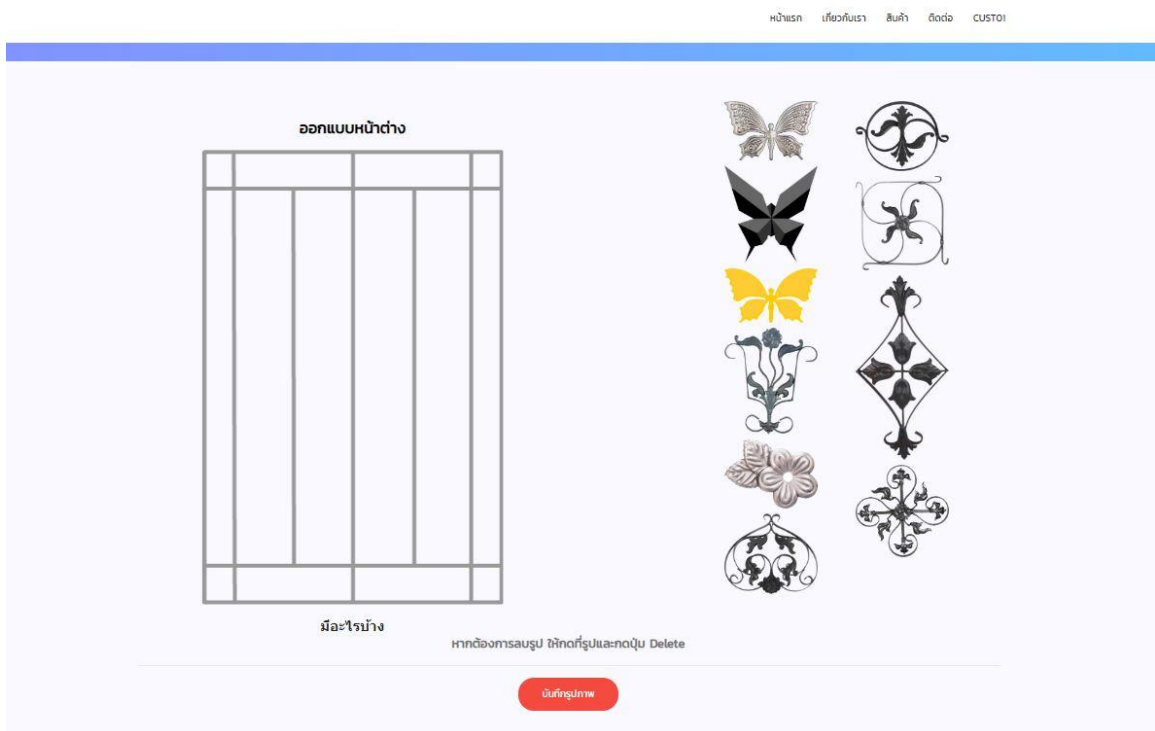 หน้าแรก เกี่ยวกับเรา สินค้า ติดต่อ CUSTOI
ออกแบบหน้าต่าง
มีอะไรบ้าง
หากต้องการลบรูป ให้กดที่รูปและกดปุ่ม Delete
บันทึกรูปภาพ